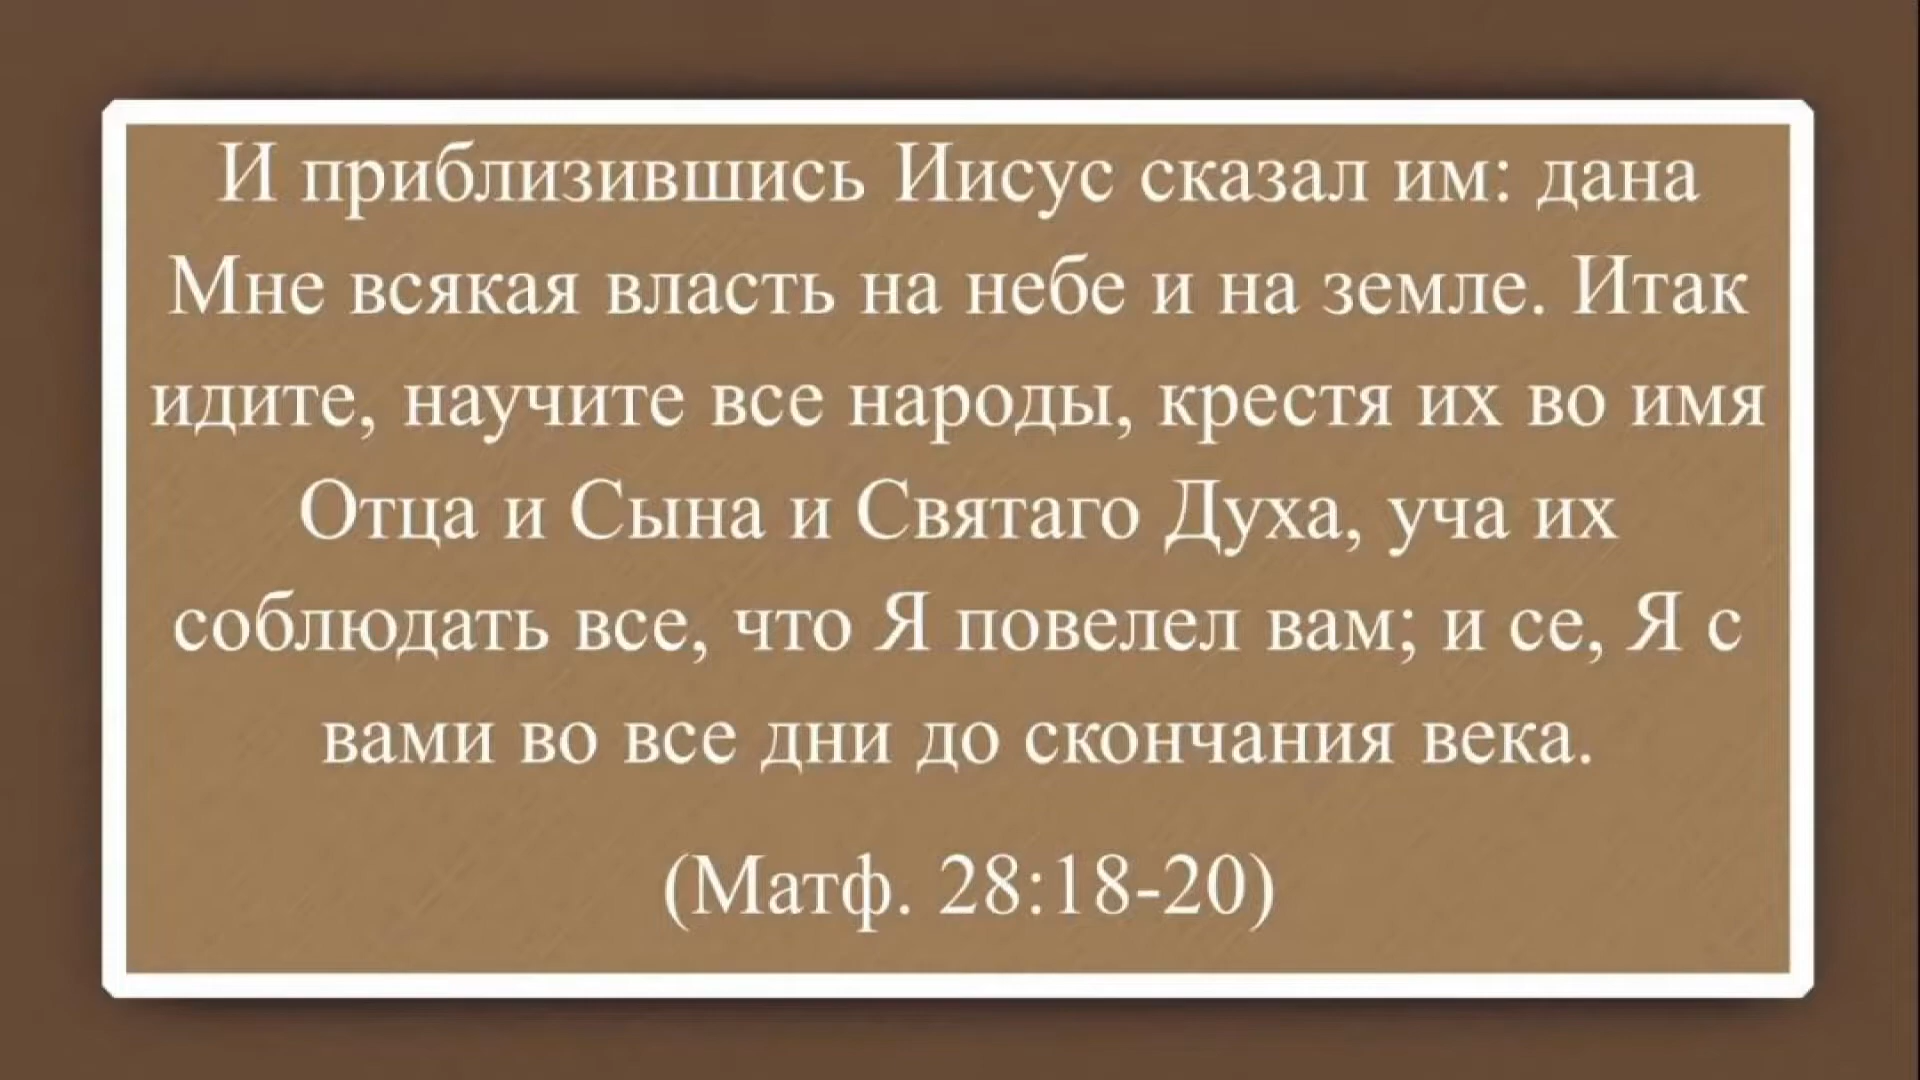 И приблизившись Иисус сказал им: дана
Мне всякая власть на небе и на земле. Итак
идите, научите все народы, крестя их во имя
Отца и Сына и Святаго Духа, уча их
соблюдать все, что Я повелел вам; и се, Я с
вами во все дни до скончания века.
(Матф. 28:18-20)